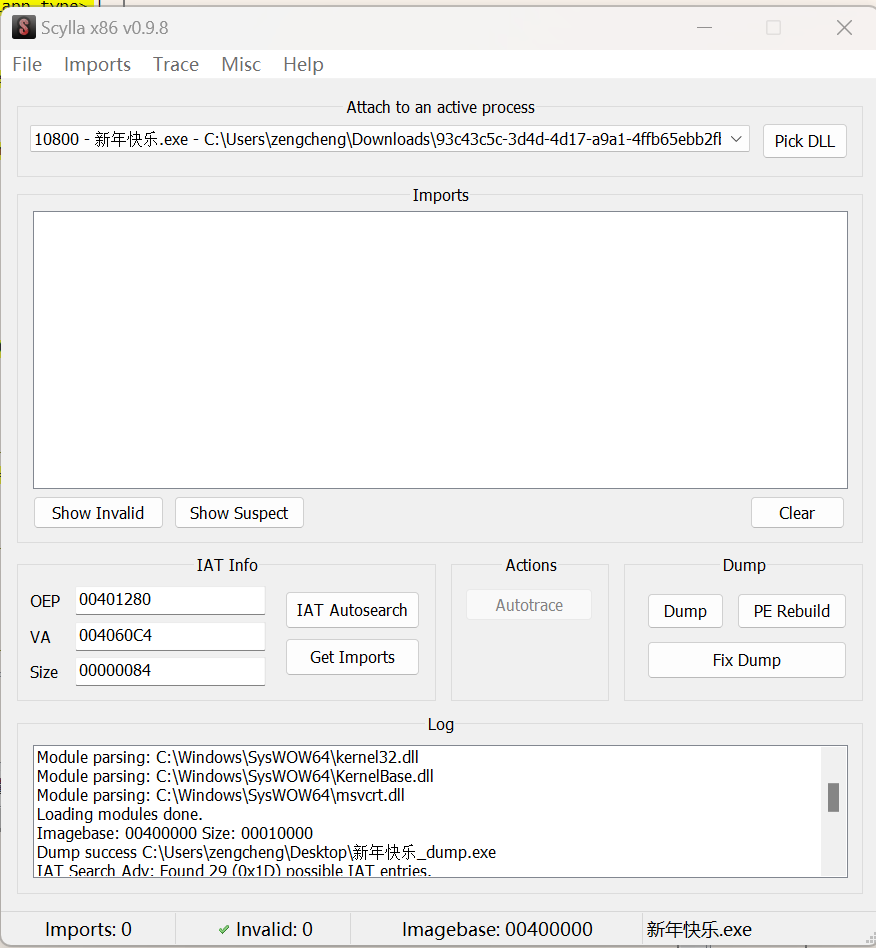 app type>
Scylla x86 v0.9.8
File Imports Trace Misc Help
Attach to an active process
10800 - 新年快乐.exe - C:\Users\zengcheng\Downloads\93c43c5c-3d4d-4d17-a9a1-4ffb65ebb2fl
Pick DLL
Imports
Show Invalid
Show Suspect
Clear
IAT Info
OEP 00401280
VA 004060C4
Size 00000084
IAT Autosearch
Get Imports
Actions
Autotrace
Dump
Dump
PE Rebuild
Fix Dump
Log
Module parsing: C:\Windows\SysWOW64\kernel32.dll
Module parsing: C:\Windows\SysWOW64\KernelBase.dll
Module parsing: C:\Windows\SysWOW64\msvcrt.dll
Loading modules done.
Imagebase: 00400000 Size: 00010000
Dump success C:\Users\zengcheng\Desktop\新年快乐_dump.exe
IAT Search Adv: Found 29 (0x1D) possible IAT entries.
Imports: 0
Invalid: 0
Imagebase: 00400000
新年快乐.exe